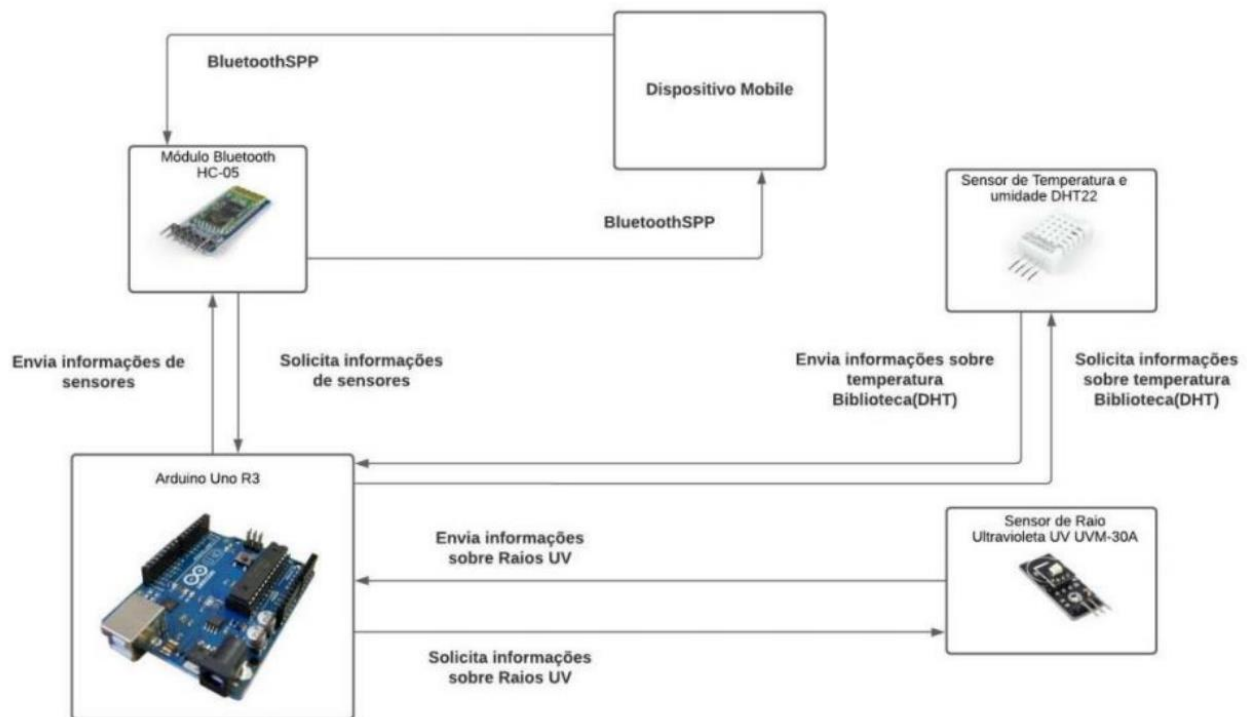 BluetoothSPP
Dispositivo Mobile
Módulo Bluetooth
HC-05
BluetoothSPP
Sensor de Temperatura e
umidade DHT22
Envia informações de
sensores
Solicita informações
de sensores
Envia informações sobre
temperatura
Biblioteca(DHT)
Solicita informações
sobre temperatura
Biblioteca(DHT)
Arduino Uno R3
Envia informações
sobre Raios UV
Sensor de Raio
Ultravioleta UV UVM-30A
Solicita informações
sobre Raios UV